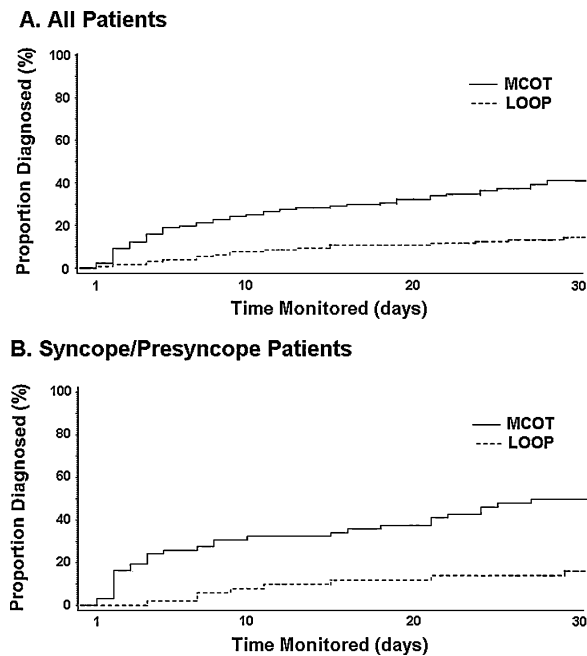 A. All Patients
Proportion Diagnosed (%)
100
80
60
40
20
0
MCOT
LOOP
1
10
20
30
Time Monitored (days)
B. Syncope/Presyncope Patients
Proportion Diagnosed (%)
100
80
60
40
20
0
MCOT
LOOP
1
10
20
30
Time Monitored (days)